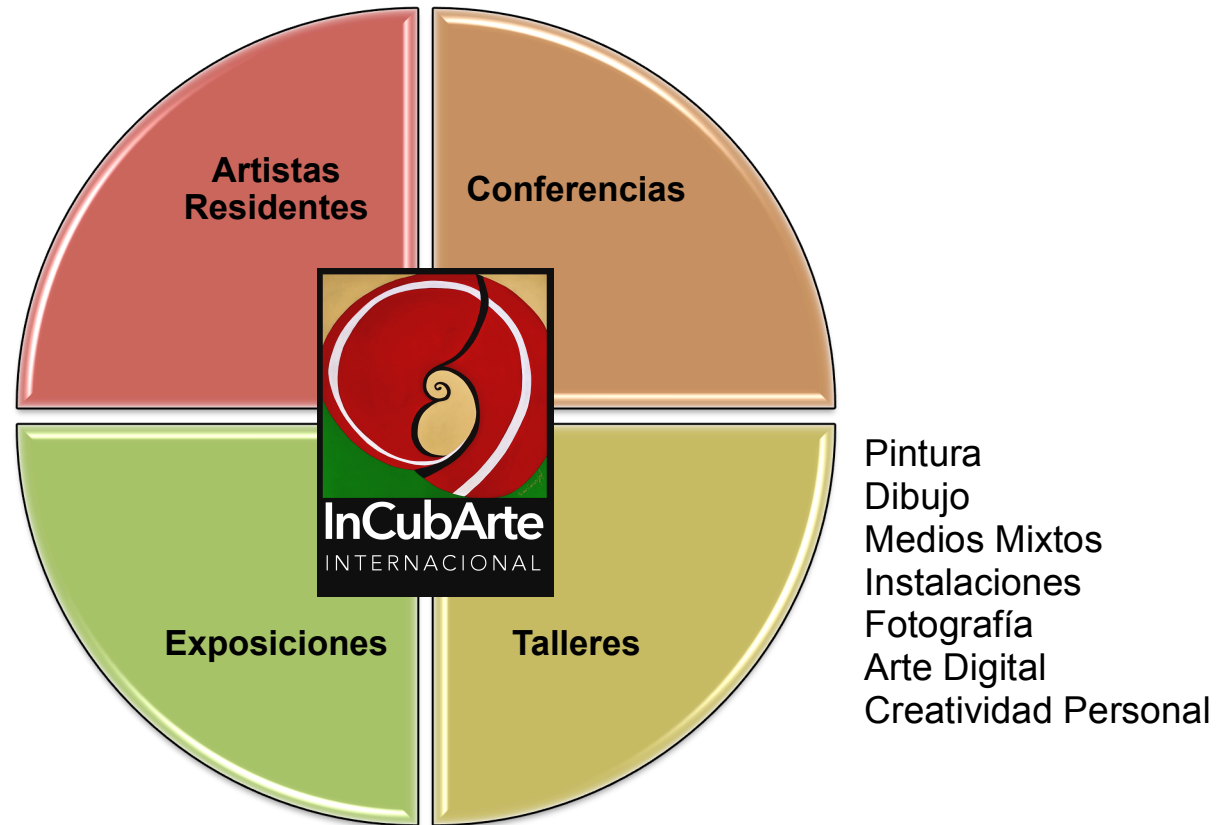 Artistas
Residentes
Conferencias
InCubArte
INTERNACIONAL
Exposiciones
Talleres
Pintura
Dibujo
Medios Mixtos
Instalaciones
Fotografía
Arte Digital
Creatividad Personal